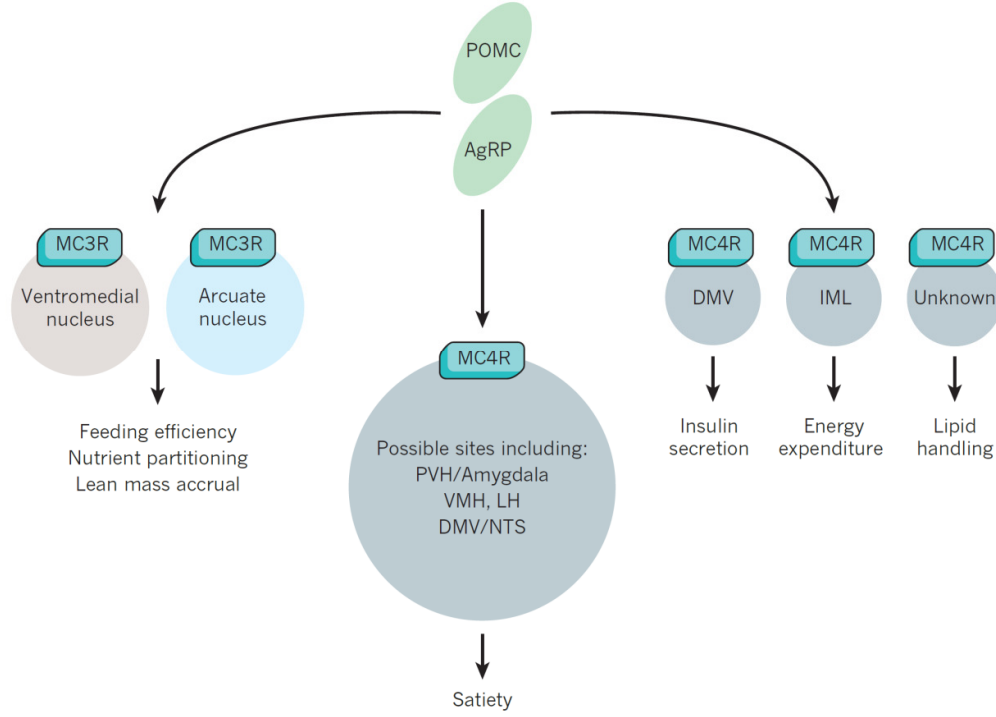 POMC
AgRP
MC3R
Ventromedial
nucleus
MC3R
Arcuate
nucleus
Feeding efficiency
Nutrient partitioning
Lean mass accrual
MC4R
Possible sites including:
PVH/Amygdala
VMH, LH
DMV/NTS
Satiety
MC4R
DMV
Insulin
secretion
MC4R
IML
Energy
expenditure
MC4R
Unknown
Lipid
handling